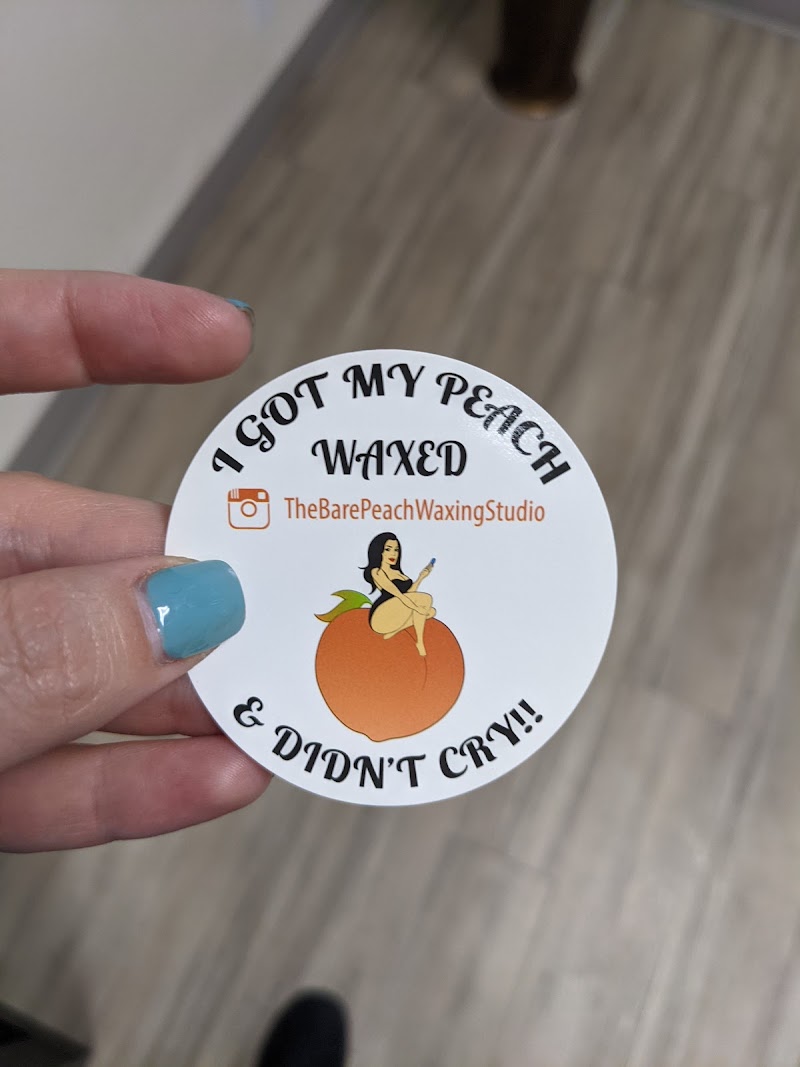 I GOT MY PEACH
WAXED
TheBarePeachWaxingStudio
& DIDN'T CRY!!